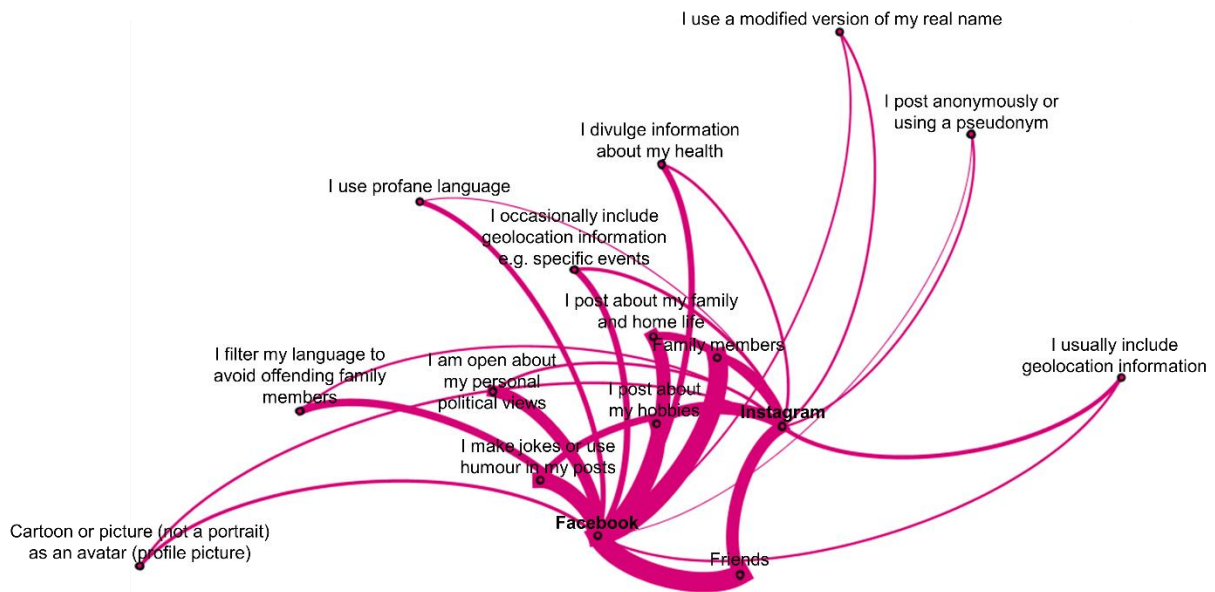 I use a modified version of my real name
I post anonymously or
using a pseudonym
I divulge information
about my health
I use profane language
I occasionally include
geolocation information
e.g. specific events
I post about my family
and home life
Family members
I usually include
geolocation information
I filter my language to
avoid offending family
members
I am open about
my personal
political views
I post about
my hobbies
Instagram
I make jokes or use
humour in my posts
Facebook
Cartoon or picture (not a portrait)
as an avatar (profile picture)
Friends